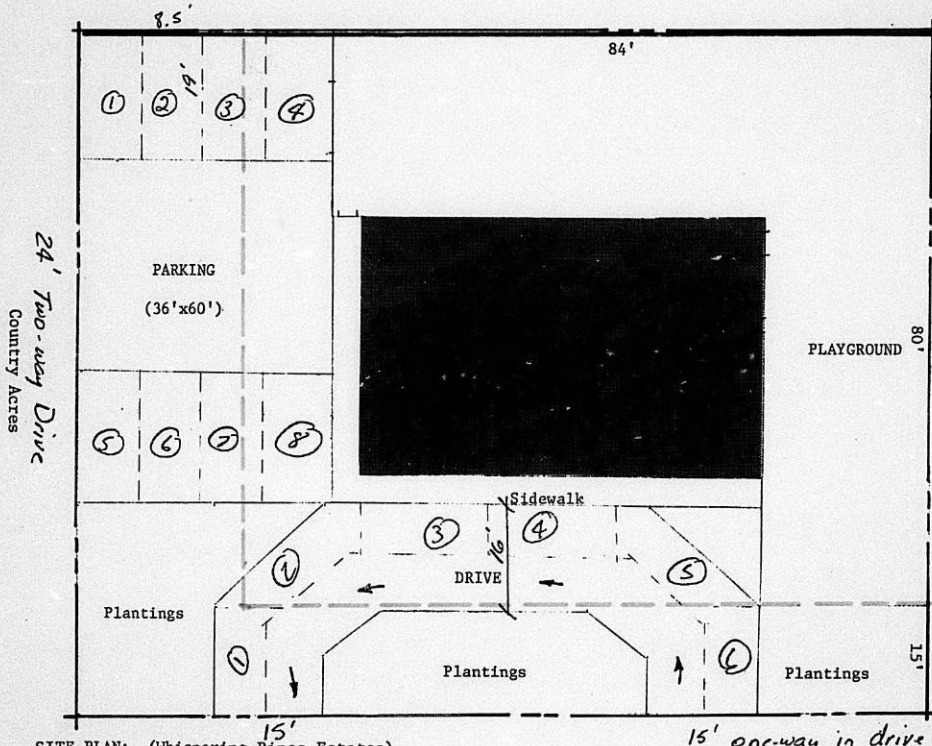 8.5'
84'
① ② 19' ③ ④
PARKING
(36'x60')
24' Two-way Drive
Country Acres
PLAYGROUND
80'
⑤ ⑥ ⑦ ⑧
Sidewalk
③ ④
16'
② DRIVE ⑤
Plantings
① Plantings ⑥ Plantings
15'
15' 15' one-way in drive
SITE PLAN: (Whispering Pines Estates)